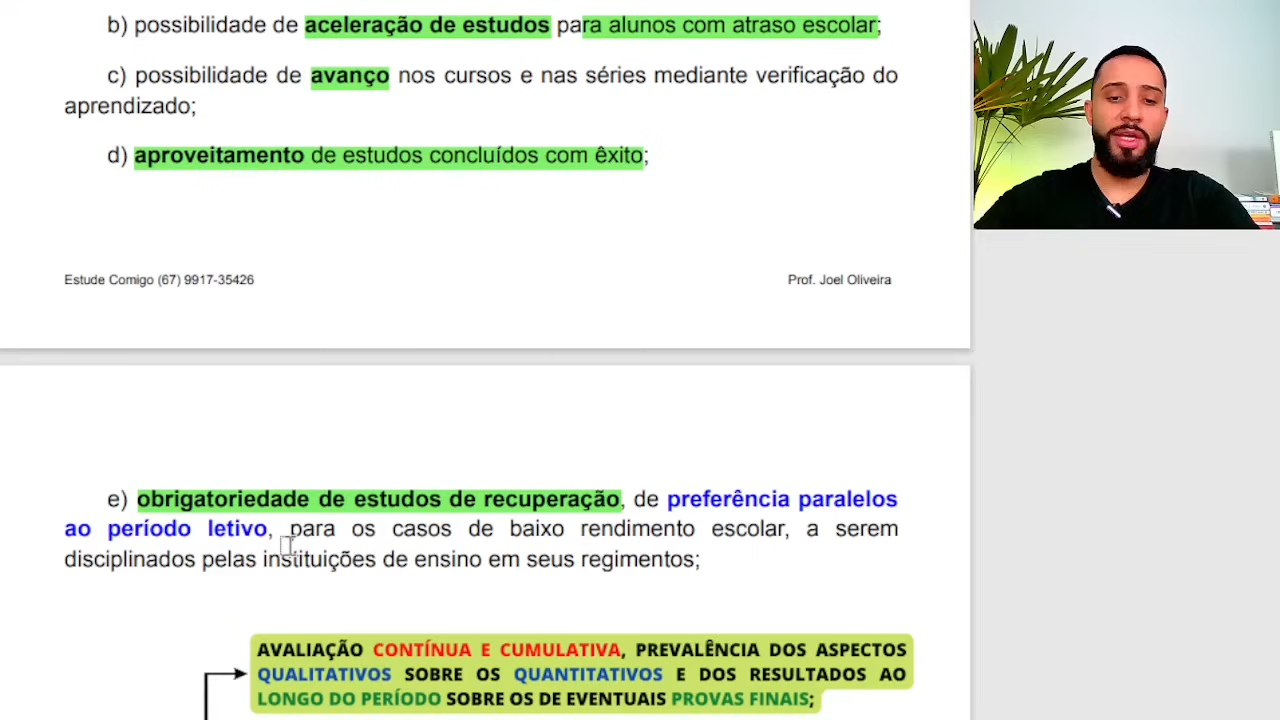 b) possibilidade de aceleração de estudos para alunos com atraso escolar;
c) possibilidade de avanço nos cursos e nas séries mediante verificação do
aprendizado;
d) aproveitamento de estudos concluídos com êxito;
Estude Comigo (67) 9917-35426 Prof. Joel Oliveira
e) obrigatoriedade de estudos de recuperação, de preferência paralelos
ao período letivo, para os casos de baixo rendimento escolar, a serem
disciplinados pelas instituições de ensino em seus regimentos;
AVALIAÇÃO CONTÍNUA E CUMULATIVA, PREVALÊNCIA DOS ASPECTOS
QUALITATIVOS SOBRE OS QUANTITATIVOS E DOS RESULTADOS AO
LONGO DO PERÍODO SOBRE OS DE EVENTUAIS PROVAS FINAIS;